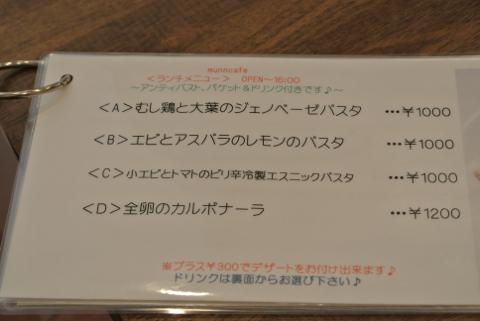 munncafe
<ランチメニュー> OPEN~16:00
~アンティパスト、バケット&ドリンク付きです♪~
<A>むし鶏と大葉のジェノベーゼパスタ …¥1000
<B>エビとアスパラのレモンのパスタ …¥1000
<C>小エビとトマトのピリ辛冷製エスニックパスタ …¥1000
<D>全卵のカルボナーラ …¥1200
※プラス¥300でデザートをお付け出来ます♪
ドリンクは裏面からお選び下さい♪